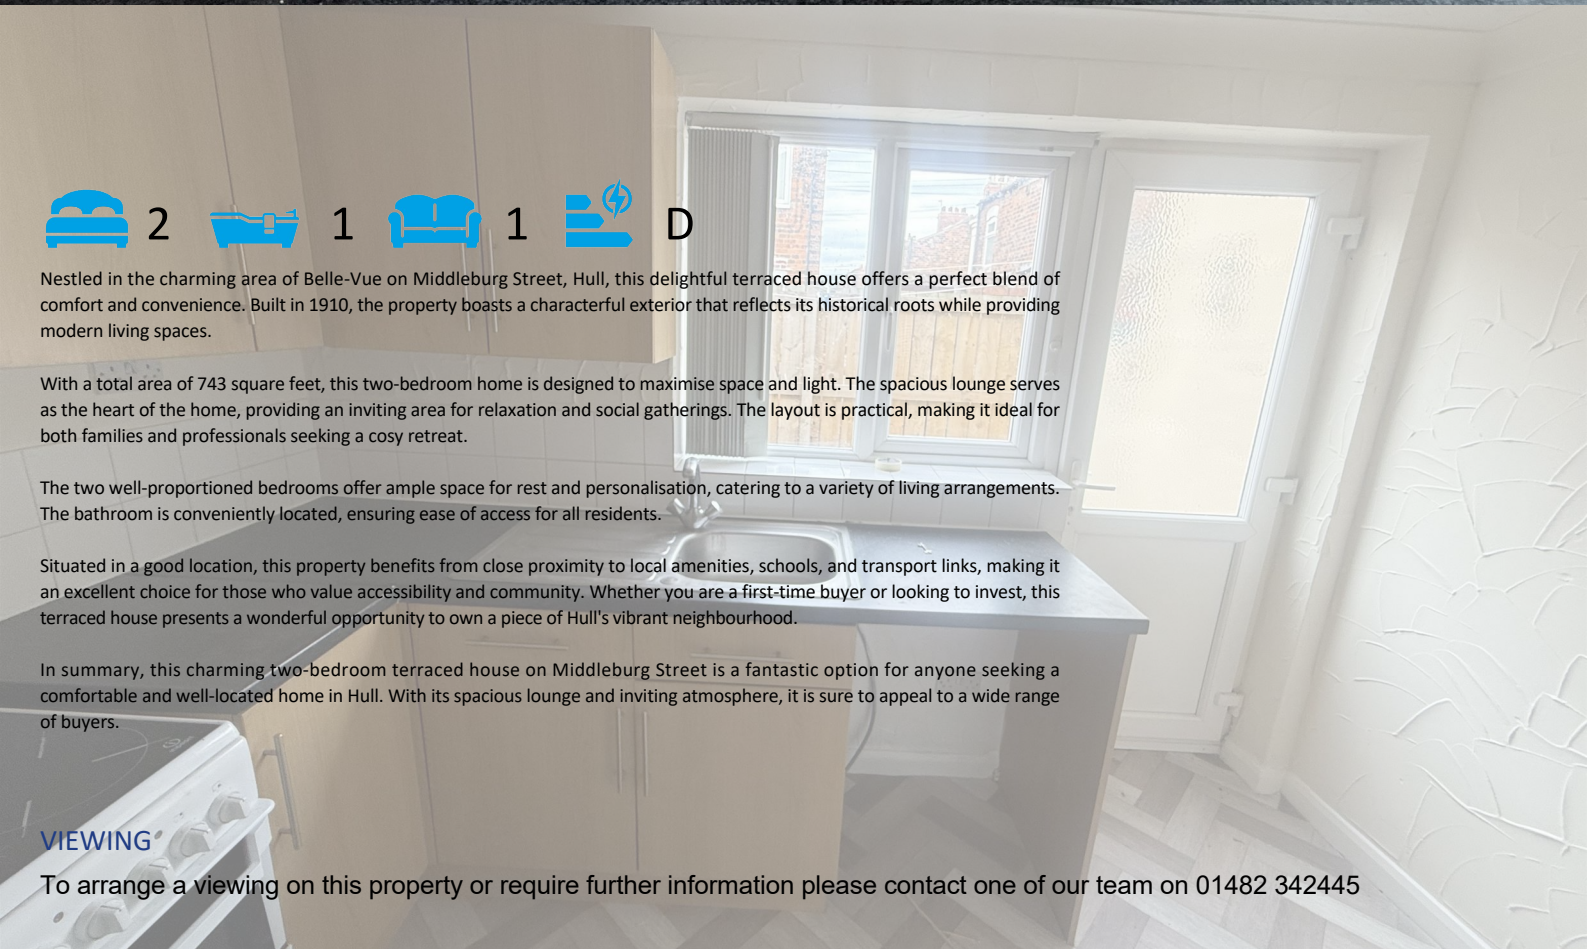 2 1 1 D
Nestled in the charming area of Belle-Vue on Middleburg Street, Hull, this delightful terraced house offers a perfect blend of
comfort and convenience. Built in 1910, the property boasts a characterful exterior that reflects its historical roots while providing
modern living spaces.
With a total area of 743 square feet, this two-bedroom home is designed to maximise space and light. The spacious lounge serves
as the heart of the home, providing an inviting area for relaxation and social gatherings. The layout is practical, making it ideal for
both families and professionals seeking a cosy retreat.
The two well-proportioned bedrooms offer ample space for rest and personalisation, catering to a variety of living arrangements.
The bathroom is conveniently located, ensuring ease of access for all residents.
Situated in a good location, this property benefits from close proximity to local amenities, schools, and transport links, making it
an excellent choice for those who value accessibility and community. Whether you are a first-time buyer or looking to invest, this
terraced house presents a wonderful opportunity to own a piece of Hull's vibrant neighbourhood.
In summary, this charming two-bedroom terraced house on Middleburg Street is a fantastic option for anyone seeking a
comfortable and well-located home in Hull. With its spacious lounge and inviting atmosphere, it is sure to appeal to a wide range
of buyers.
VIEWING
To arrange a viewing on this property or require further information please contact one of our team on 01482 342445